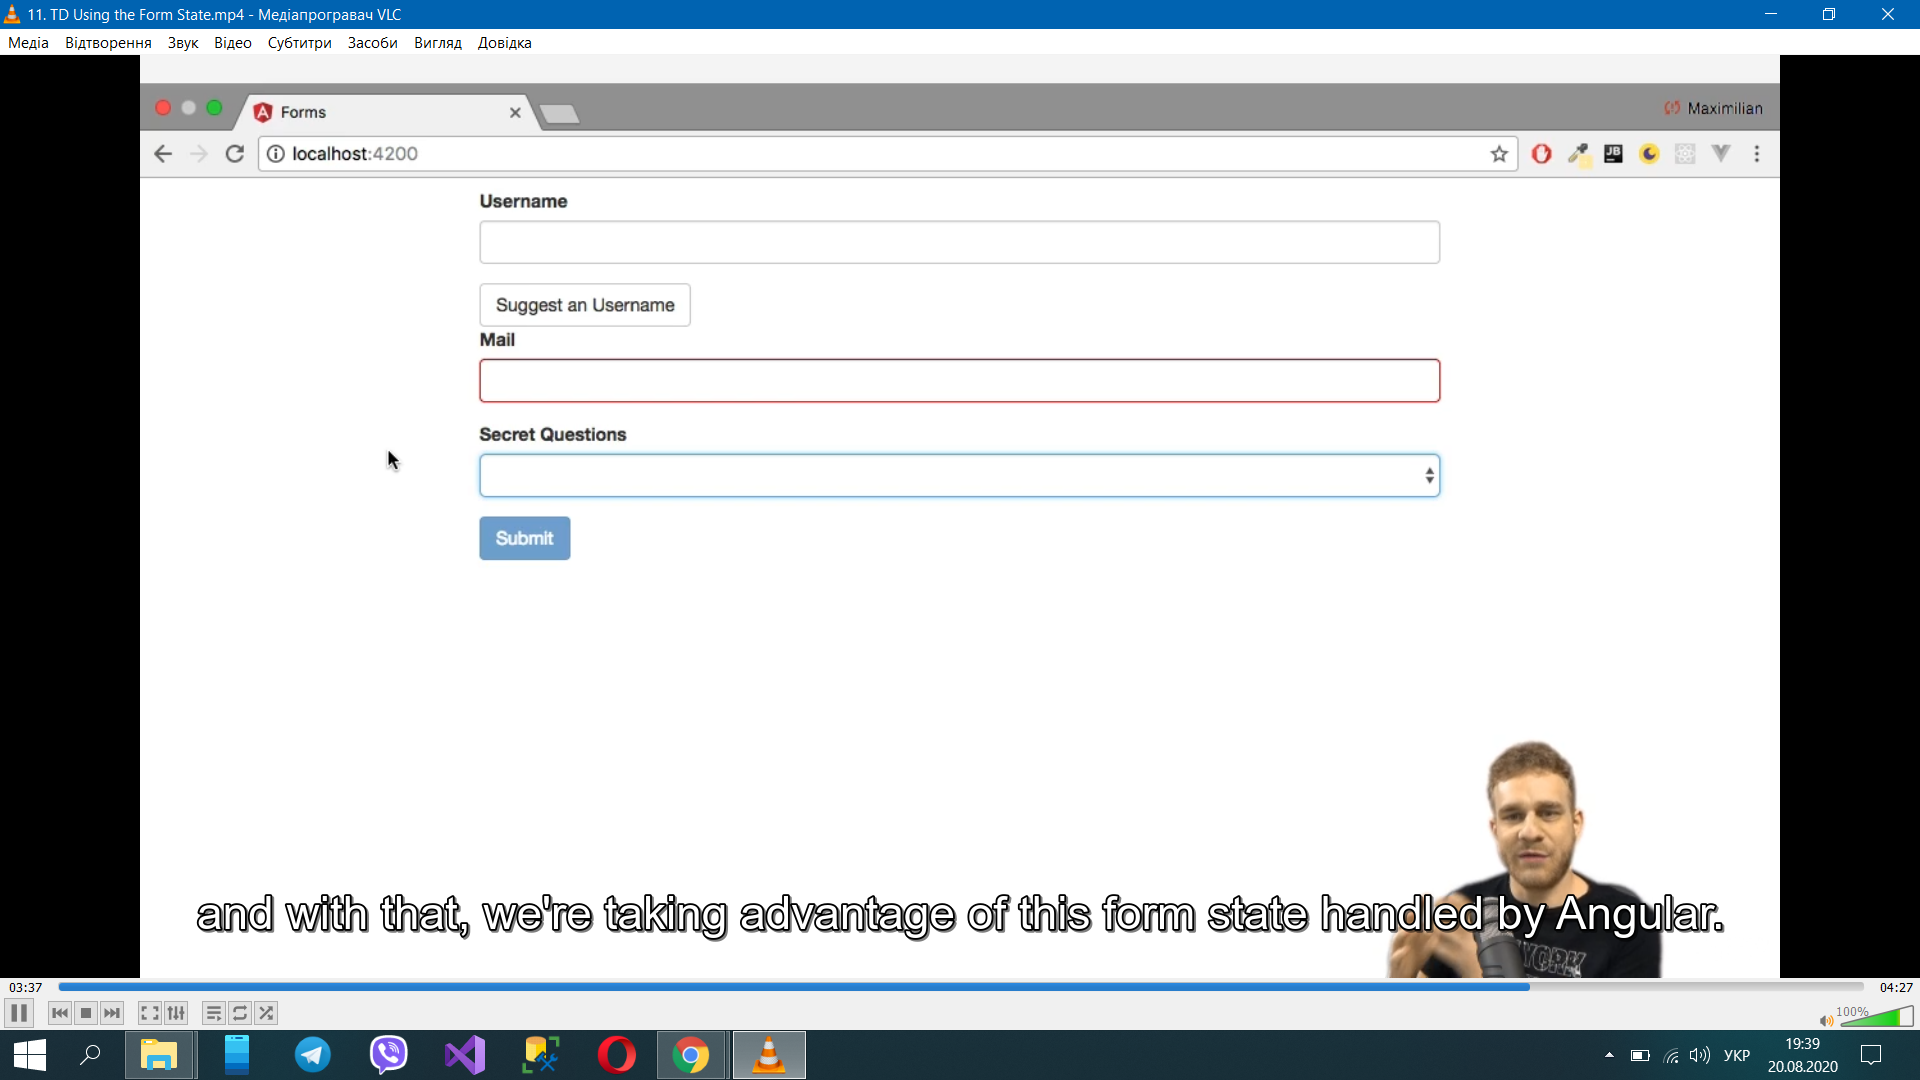 11. TD Using the Form State.mp4 - Медіапрогравач VLC
Медіа Відтворення Звук Відео Субтитри Засоби Вигляд Довідка
Forms
Maximilian
localhost:4200
JB
Username
Suggest an Username
Mail
Secret Questions
Submit
and with that, we're taking advantage of this form state handled by Angular.
YORK
03:37
04:27
100%
УКР
19:39
20.08.2020